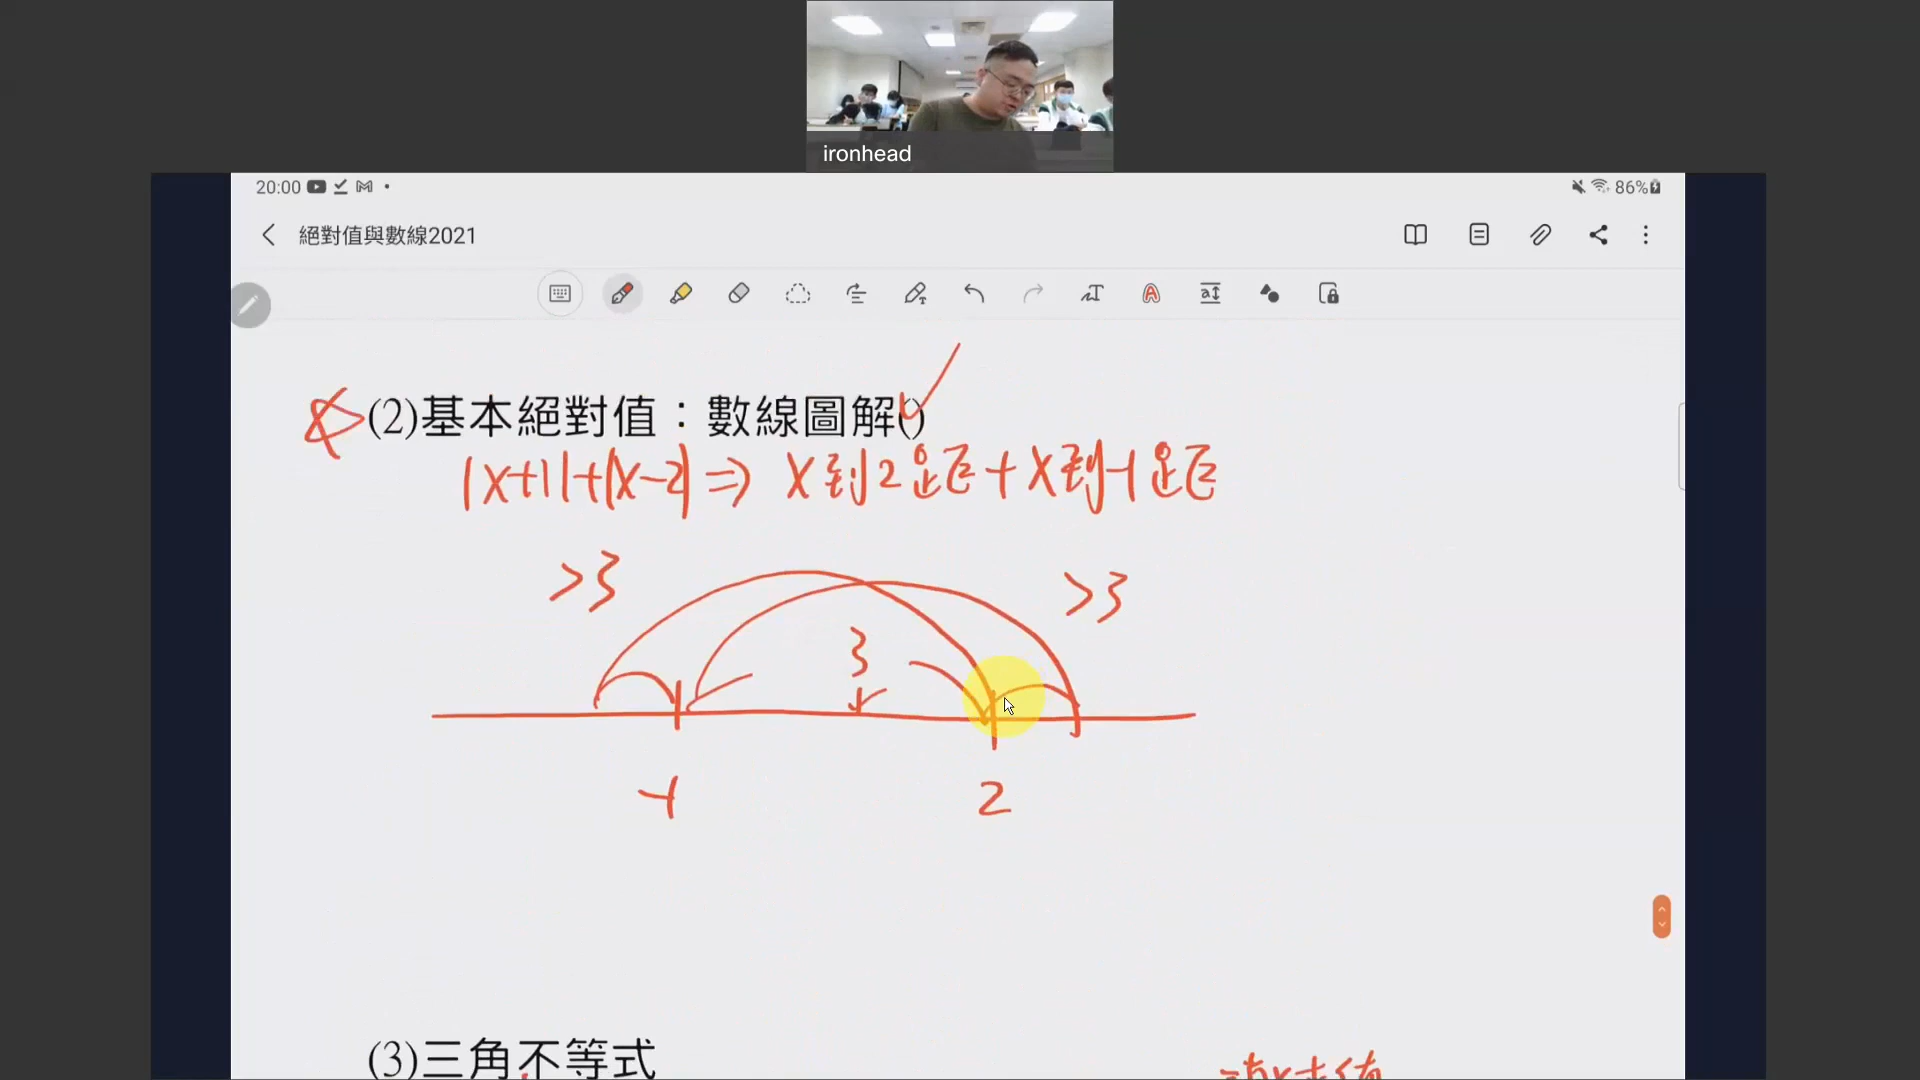 ironhead
20:00
86%
絕對值與數線2021
(2)基本絕對值：數線圖解()
|x+1|+|x-2| ⇒ x到2距+x到-1距
>3
>3
3
-1
2
(3)三角不等式